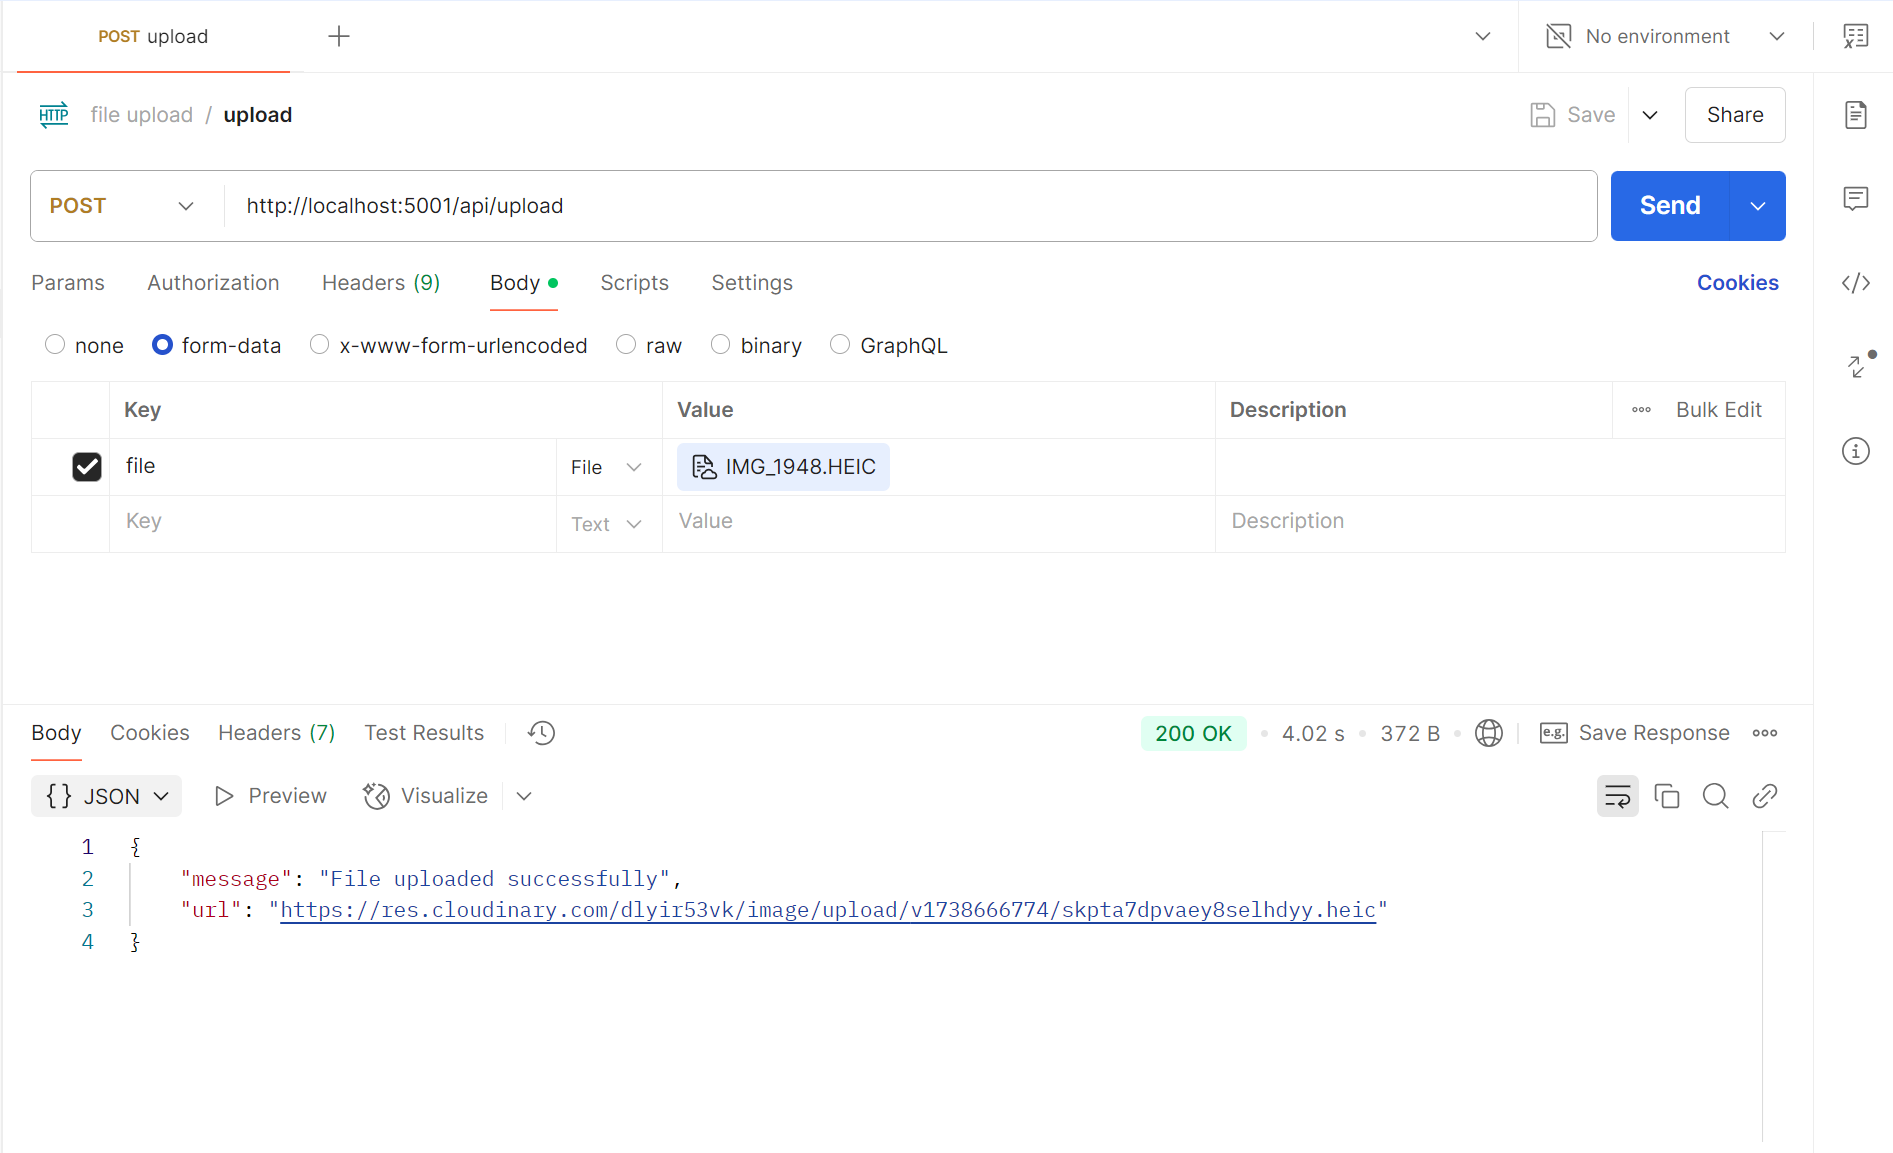 POST upload
No environment
HTTP file upload / upload
Save
Share
POST http://localhost:5001/api/upload
Send
Params Authorization Headers (9) Body Scripts Settings Cookies
none form-data x-www-form-urlencoded raw binary GraphQL
Key Value Description Bulk Edit
file File IMG_1948.HEIC
Key Text Value Description
Body Cookies Headers (7) Test Results 200 OK • 4.02 s • 372 B • e.g. Save Response
{} JSON Preview Visualize
1 {
2 "message": "File uploaded successfully",
3 "url": "https://res.cloudinary.com/dlyir53vk/image/upload/v1738666774/skpta7dpvaey8selhdyy.heic"
4 }